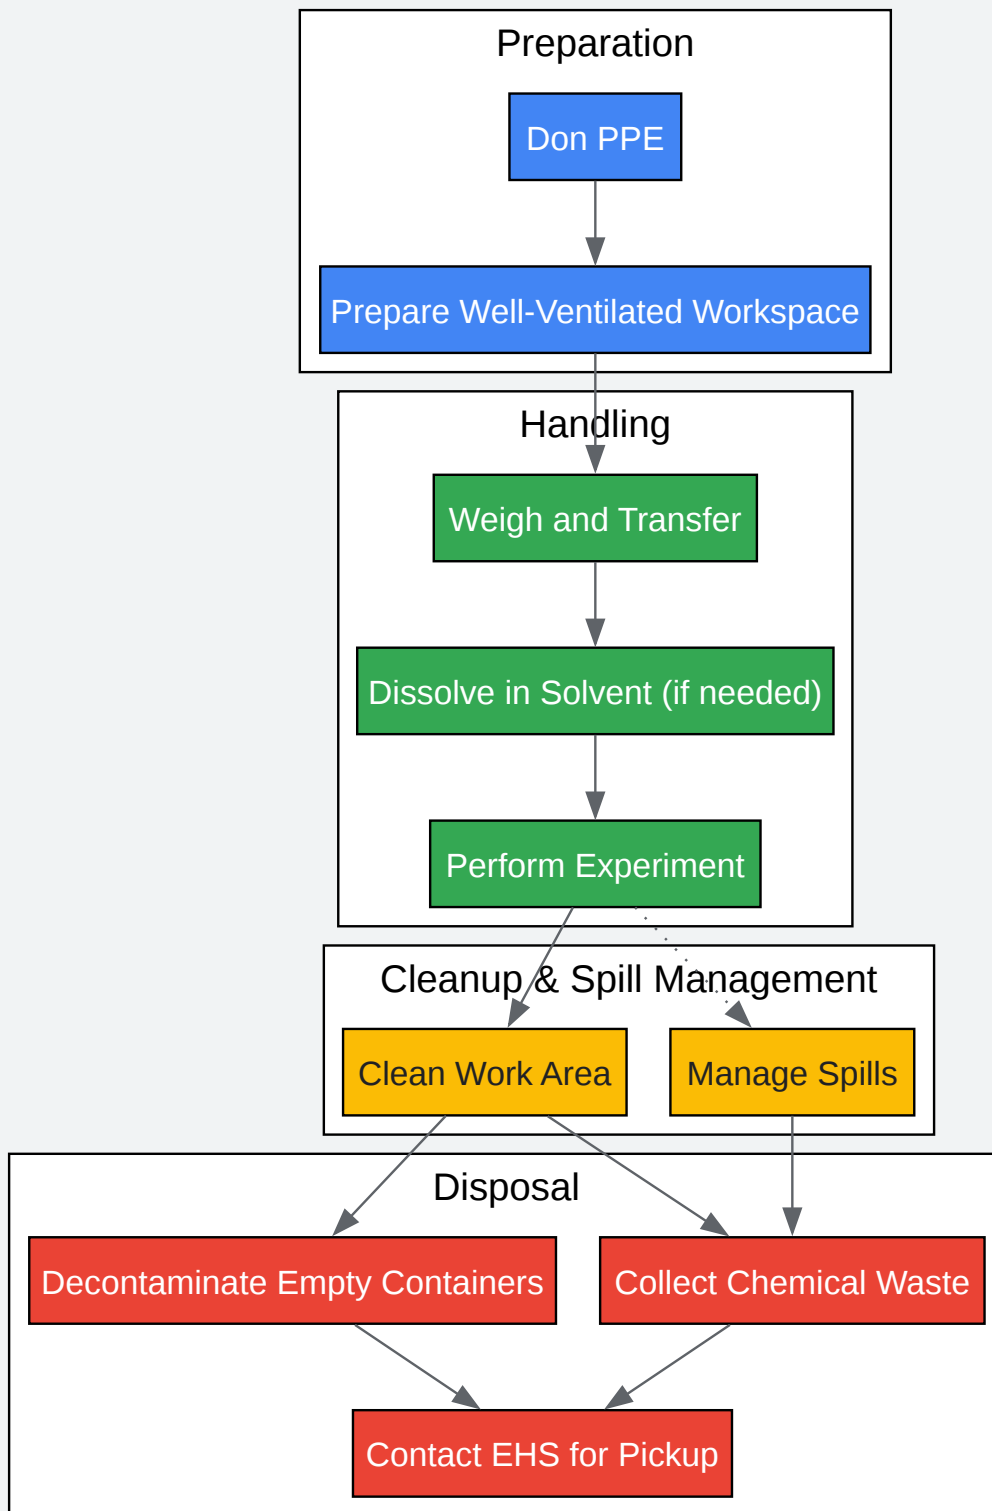 Preparation
Don PPE
Prepare Well-Ventilated Workspace
Handling
Weigh and Transfer
Dissolve in Solvent (if needed)
Perform Experiment
Cleanup & Spill Management
Clean Work Area
Manage Spills
Disposal
Decontaminate Empty Containers
Collect Chemical Waste
Contact EHS for Pickup